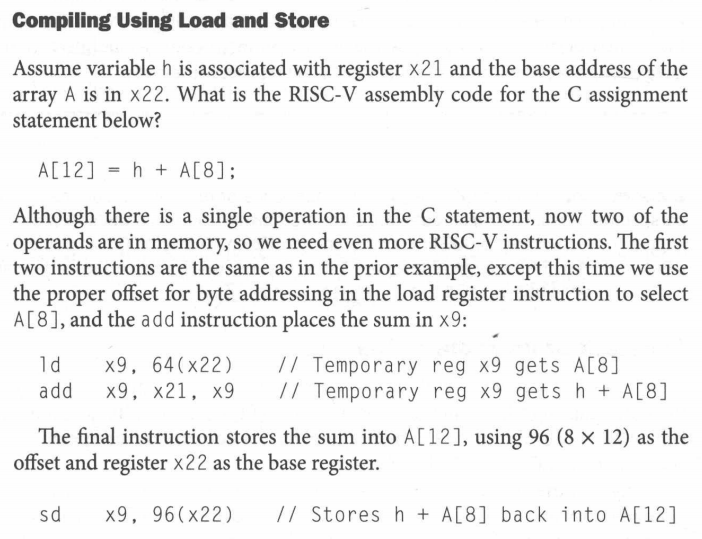 Compiling Using Load and Store
Assume variable h is associated with register x21 and the base address of the
array A is in x22. What is the RISC-V assembly code for the C assignment
statement below?
A[12] = h + A[8];
Although there is a single operation in the C statement, now two of the
operands are in memory, so we need even more RISC-V instructions. The first
two instructions are the same as in the prior example, except this time we use
the proper offset for byte addressing in the load register instruction to select
A[8], and the add instruction places the sum in x9:
ld x9, 64(x22) // Temporary reg x9 gets A[8]
add x9, x21, x9 // Temporary reg x9 gets h + A[8]
The final instruction stores the sum into A[12], using 96 (8 × 12) as the
offset and register x22 as the base register.
sd x9, 96(x22) // Stores h + A[8] back into A[12]